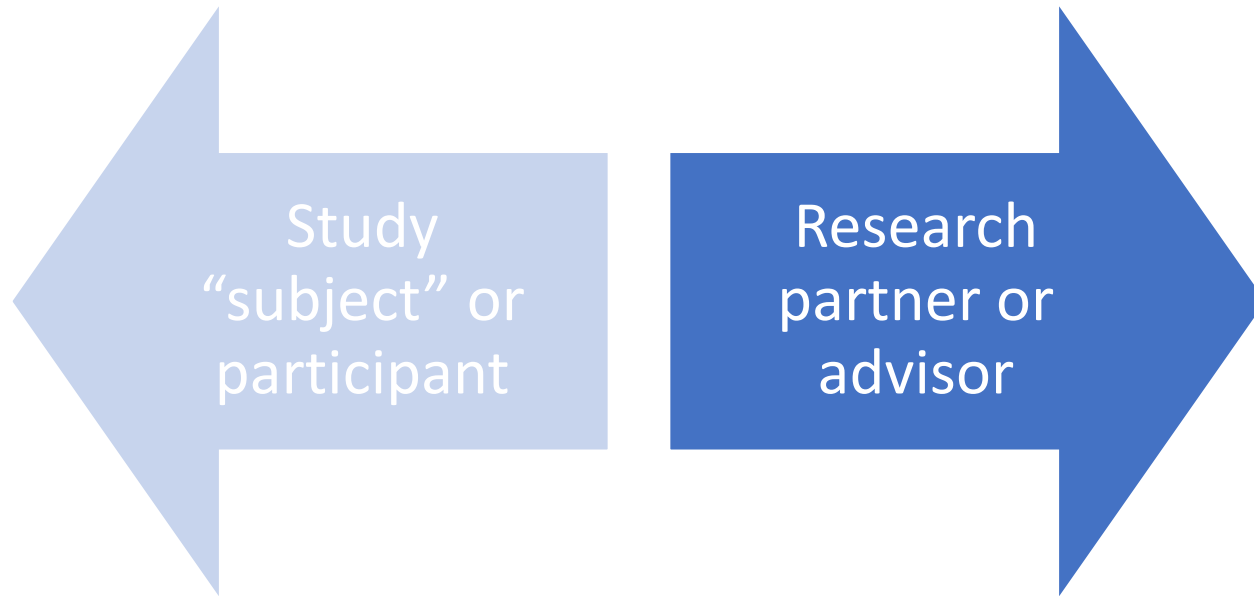 Study
“subject” or
participant
Research
partner or
advisor